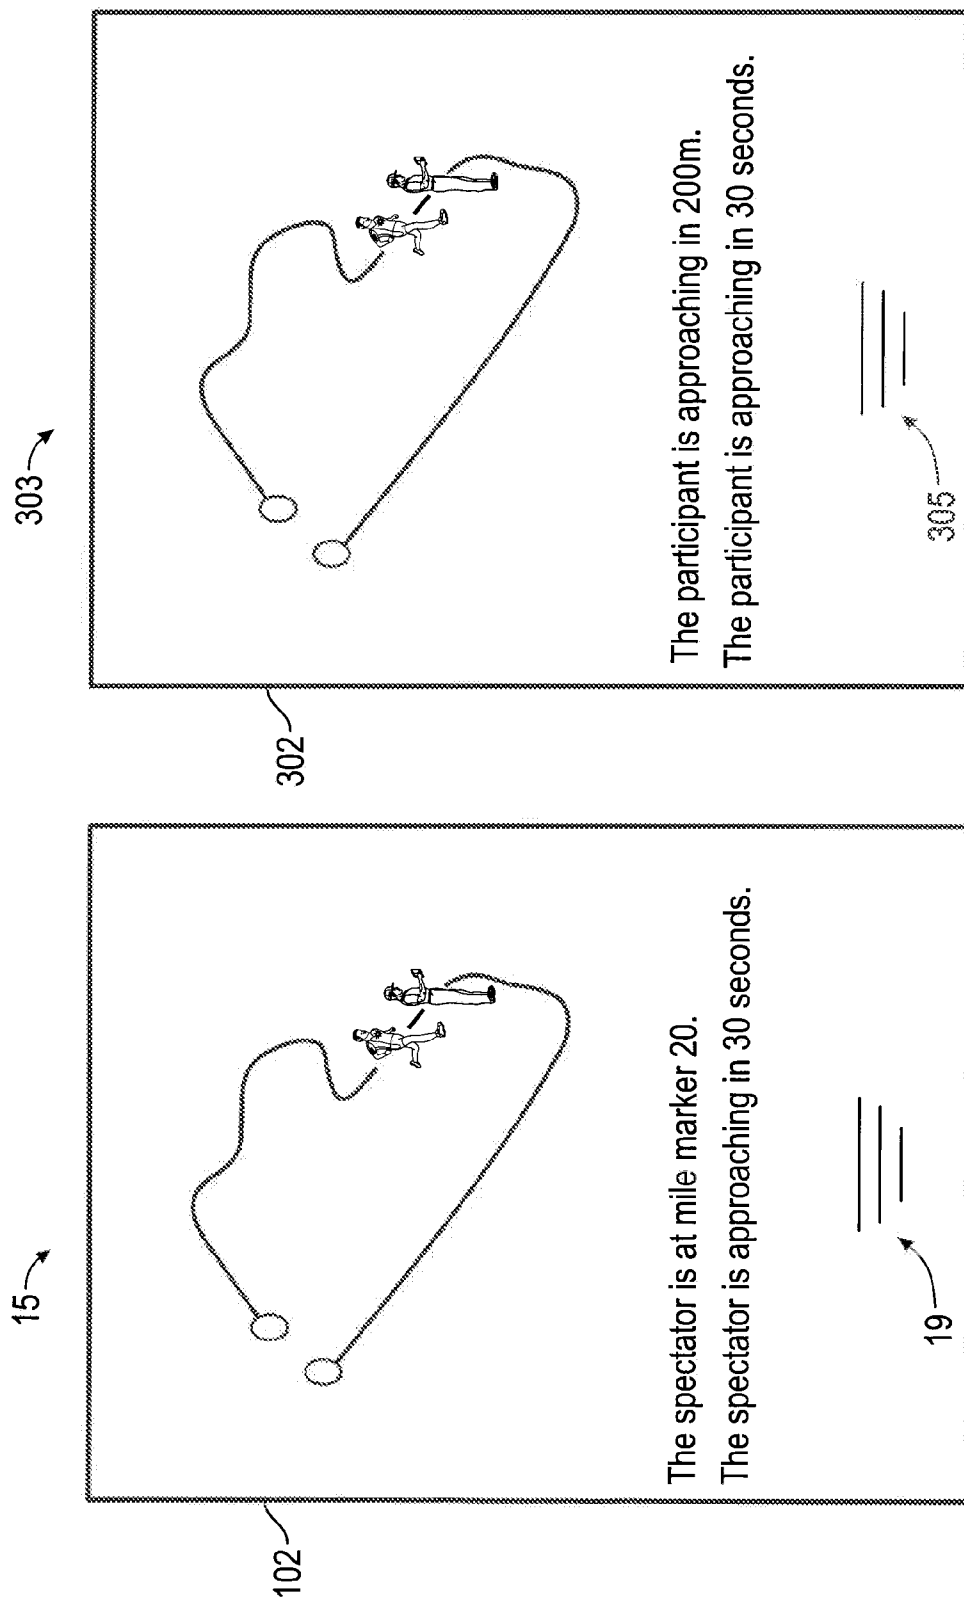 15
102
The spectator is at mile marker 20.
The spectator is approaching in 30 seconds.
19
303
302
The participant is approaching in 200m.
The participant is approaching in 30 seconds.
305